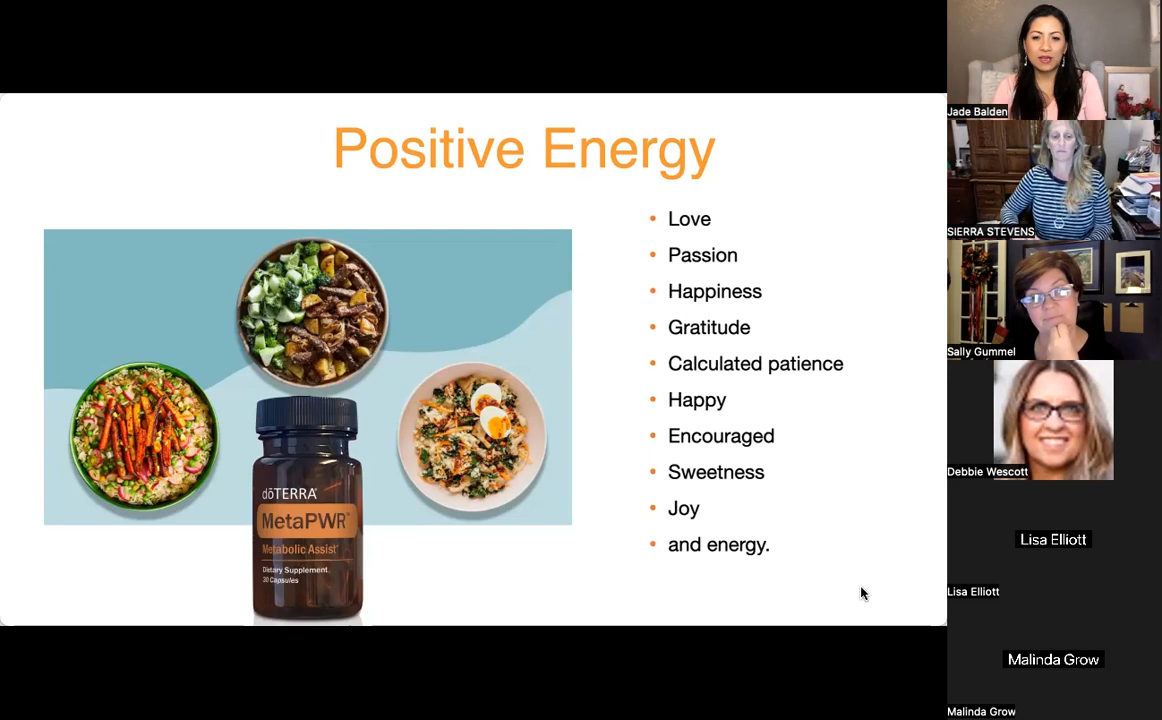 Positive Energy
• Love
• Passion
• Happiness
• Gratitude
• Calculated patience
• Happy
• Encouraged
• Sweetness
• Joy
• and energy.
dōTERRA
MetaPWR™
Metabolic Assist
Dietary Supplement
30 Capsules
Jade Balden
SIERRA STEVENS
Sally Gummel
Debbie Wescott
Lisa Elliott
Lisa Elliott
Malinda Grow
Malinda Grow